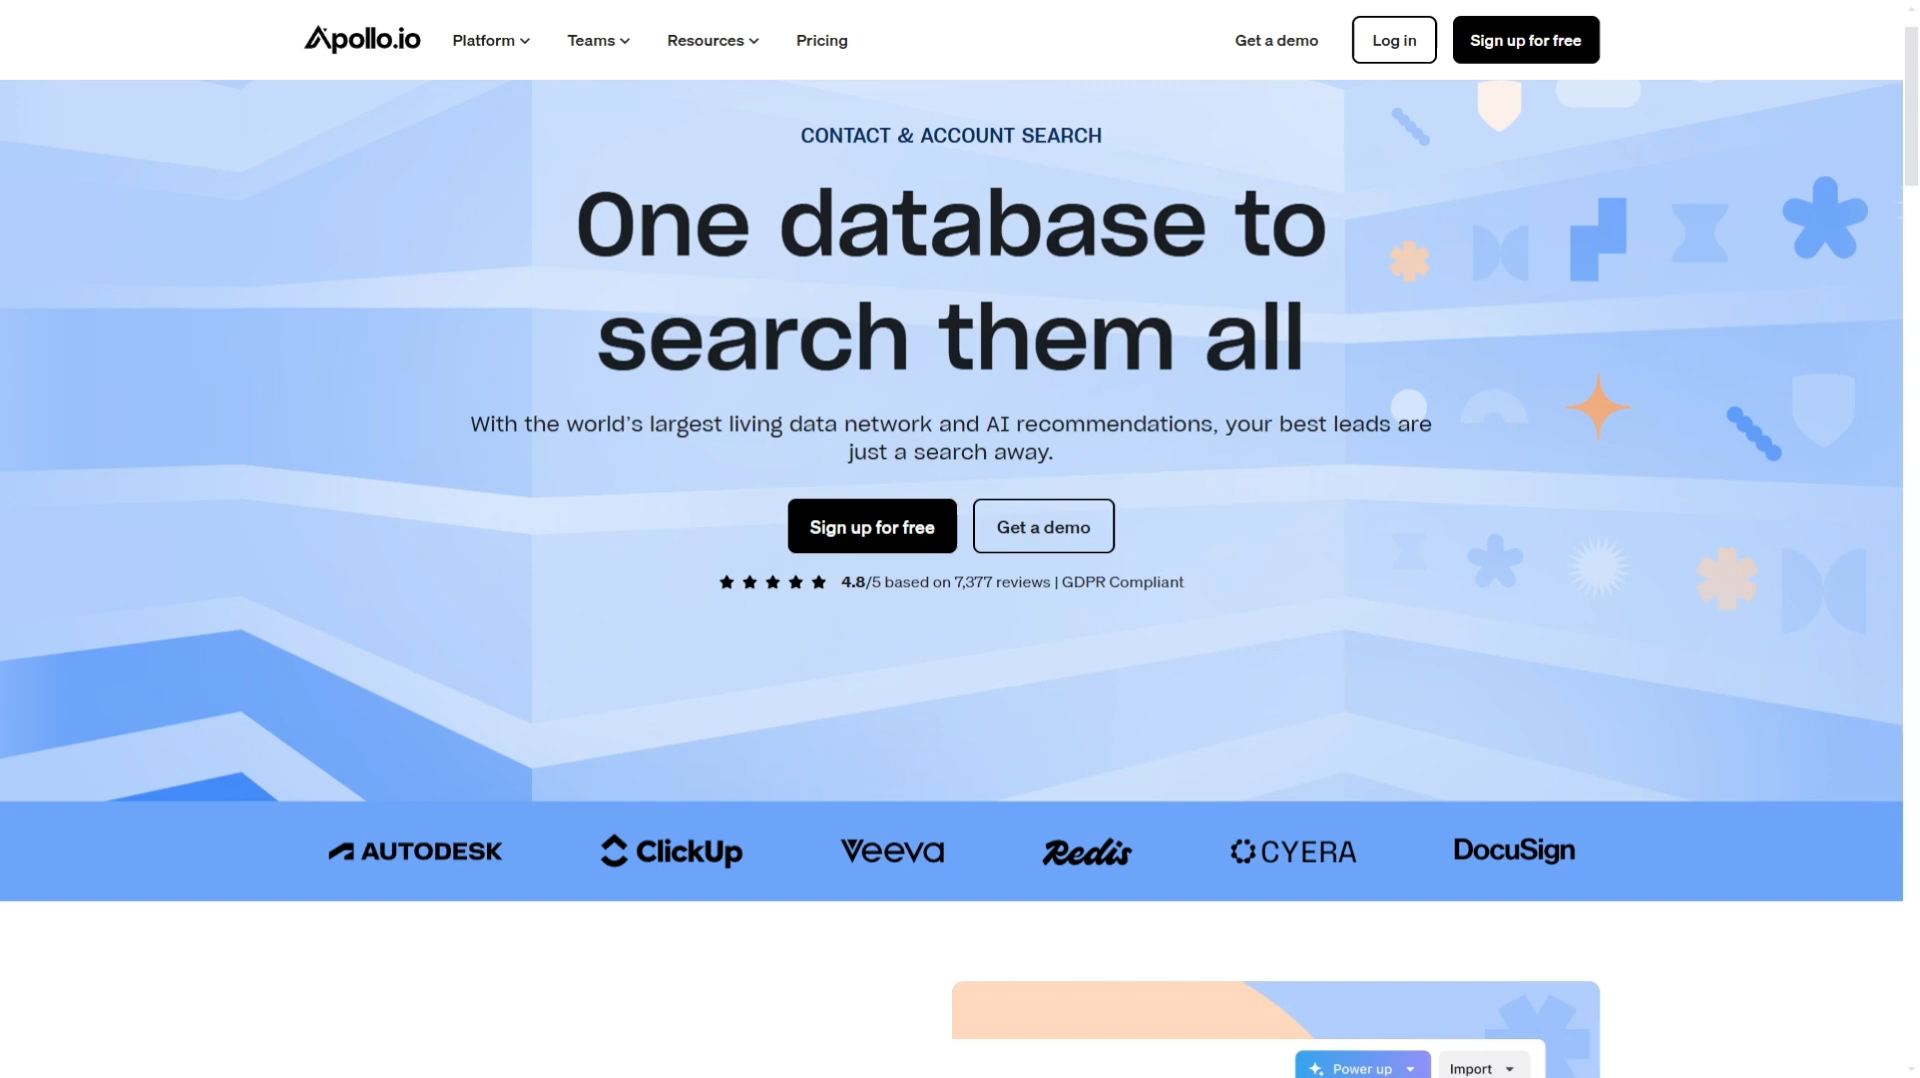 Apollo.io
Platform
Teams
Resources
Pricing
Get a demo
Log in
Sign up for free
CONTACT & ACCOUNT SEARCH
One database to
search them all
With the world’s largest living data network and AI recommendations, your best leads are
just a search away.
Sign up for free
Get a demo
4.8/5 based on 7,377 reviews | GDPR Compliant
AUTODESK
ClickUp
Veeva
Redis
CYERA
DocuSign
Power up
Import